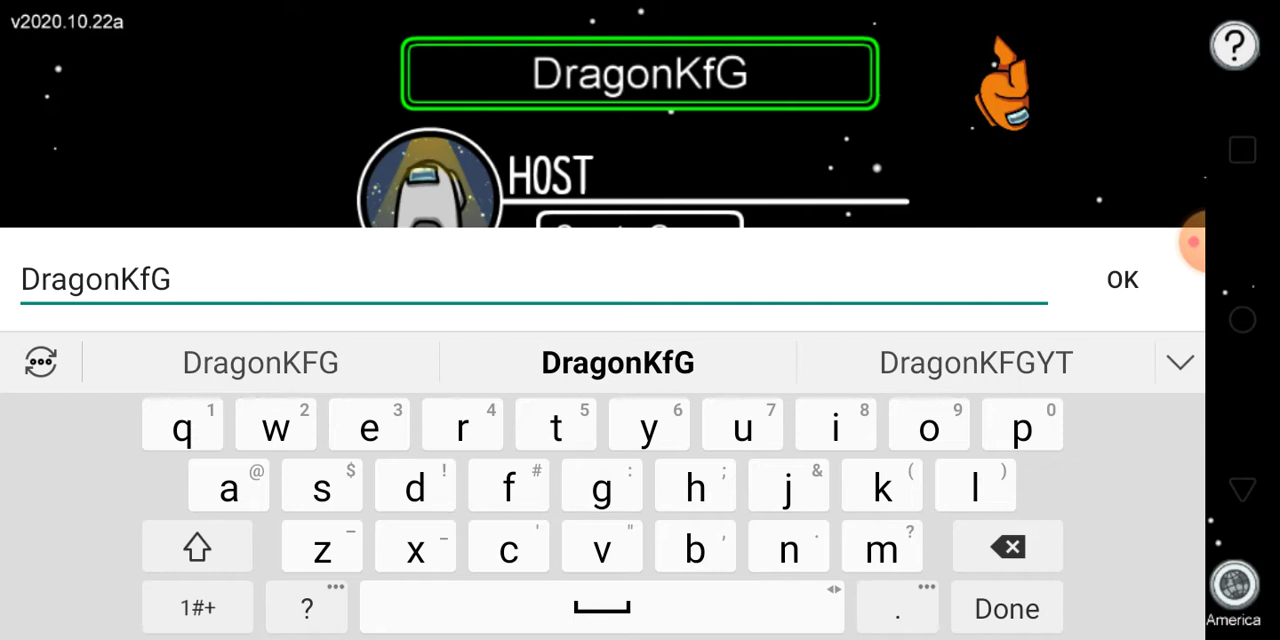 v2020.10.22a
DragonKfG
HOST
DragonKfG
OK
DragonKFG DragonKfG DragonKFGYT
q 1 w 2 e 3 r 4 t 5 y 6 u 7 i 8 o 9 p 0
a @ s $ d ! f # g : h ; j & k ( l )
z – x _ c ' v " b , n . m ?
1#+ ? . Done
America